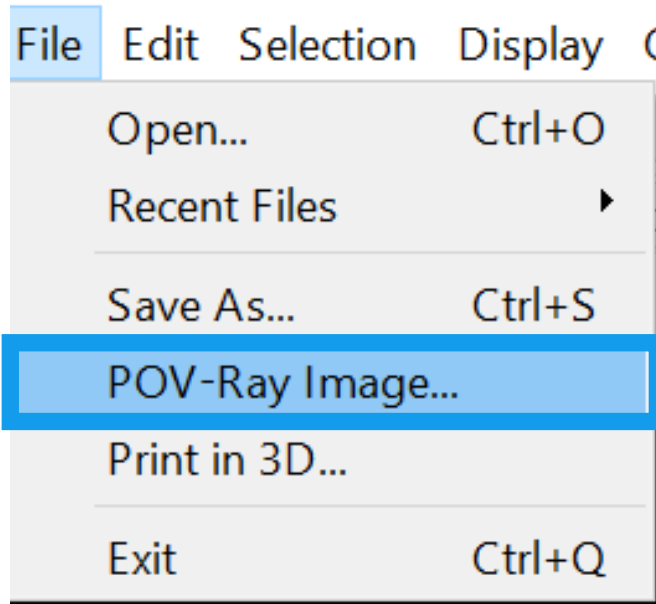 File Edit Selection Display
Open... Ctrl+O
Recent Files
Save As... Ctrl+S
POV-Ray Image...
Print in 3D...
Exit Ctrl+Q